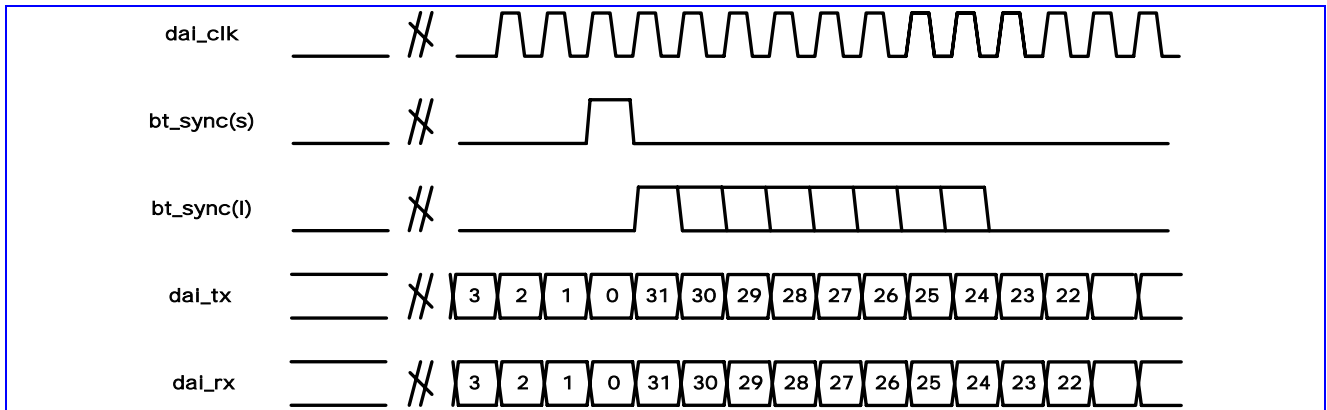 dai_clk
bt_sync(s)
bt_sync(l)
dai_tx 3 2 1 0 31 30 29 28 27 26 25 24 23 22
dai_rx 3 2 1 0 31 30 29 28 27 26 25 24 23 22